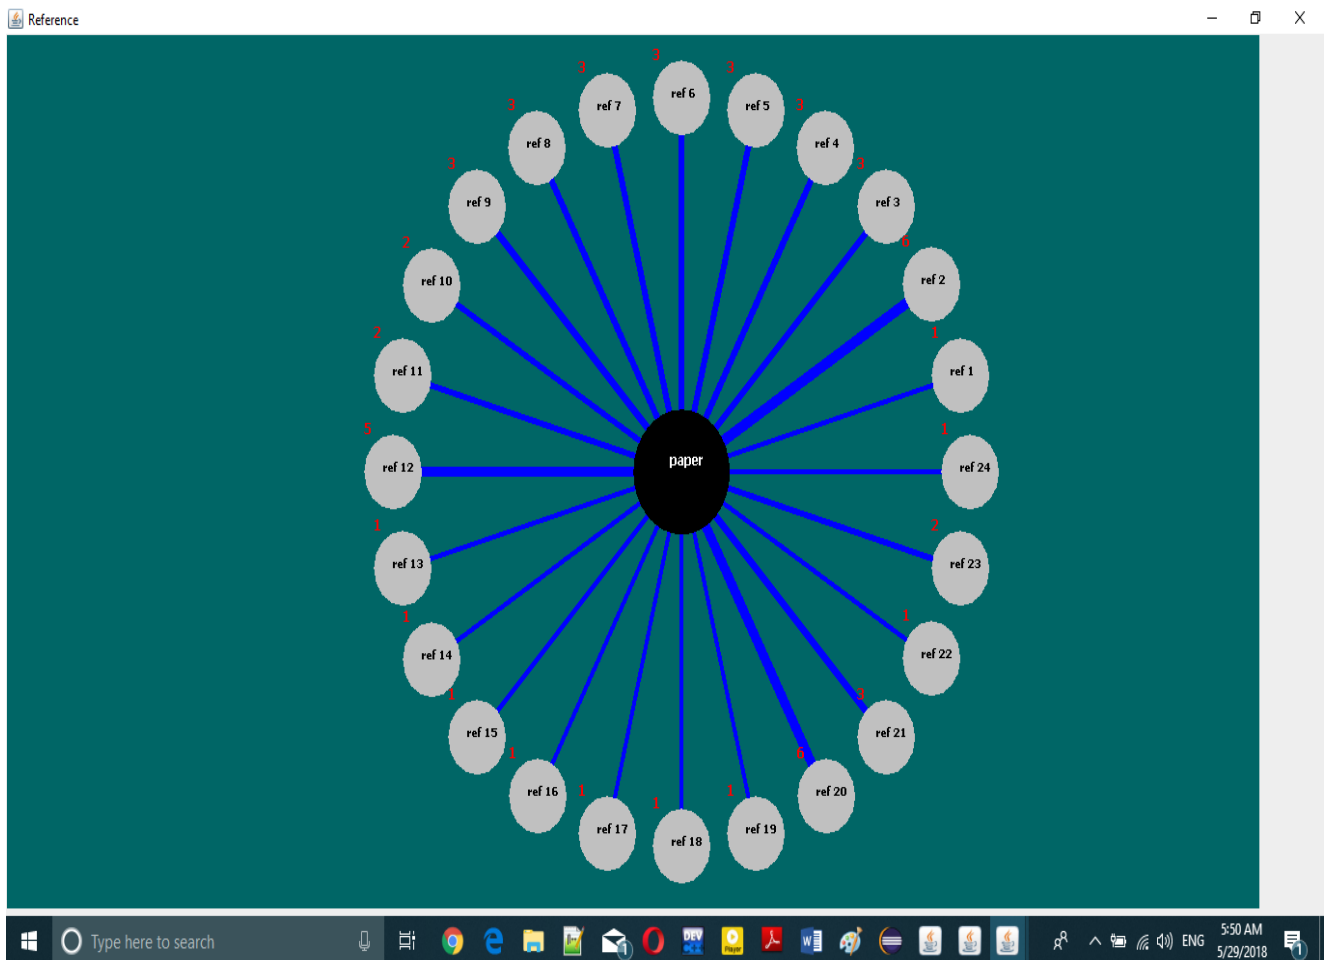 Reference
3
ref 6
3
ref 7
3
ref 5
3
ref 8
3
ref 4
3
ref 9
3
ref 3
2
ref 10
6
ref 2
2
ref 11
1
ref 1
5
ref 12
paper
1
ref 24
3
ref 13
2
ref 23
1
ref 14
1
ref 22
1
ref 15
3
ref 21
1
ref 16
6
ref 20
1
ref 17
1
ref 18
1
ref 19
Type here to search
DEV
C++
Player
1
ENG
5:50 AM
5/29/2018
1